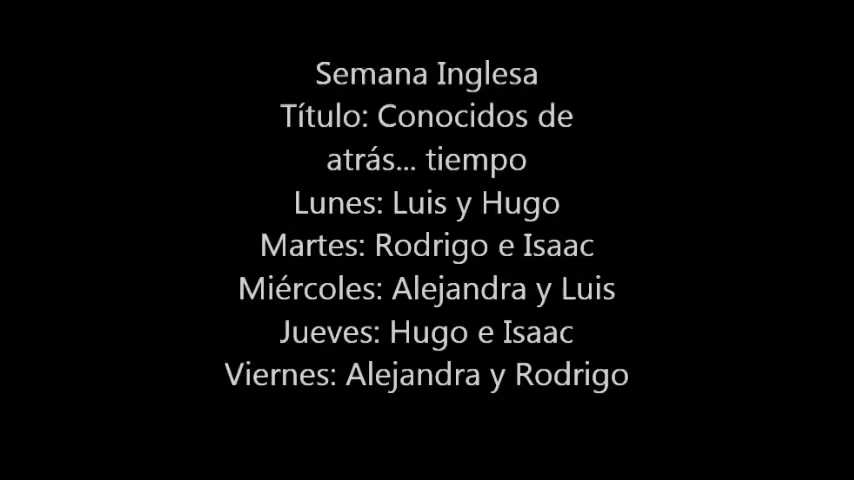 Semana Inglesa
Título: Conocidos de
atrás... tiempo
Lunes: Luis y Hugo
Martes: Rodrigo e Isaac
Miércoles: Alejandra y Luis
Jueves: Hugo e Isaac
Viernes: Alejandra y Rodrigo